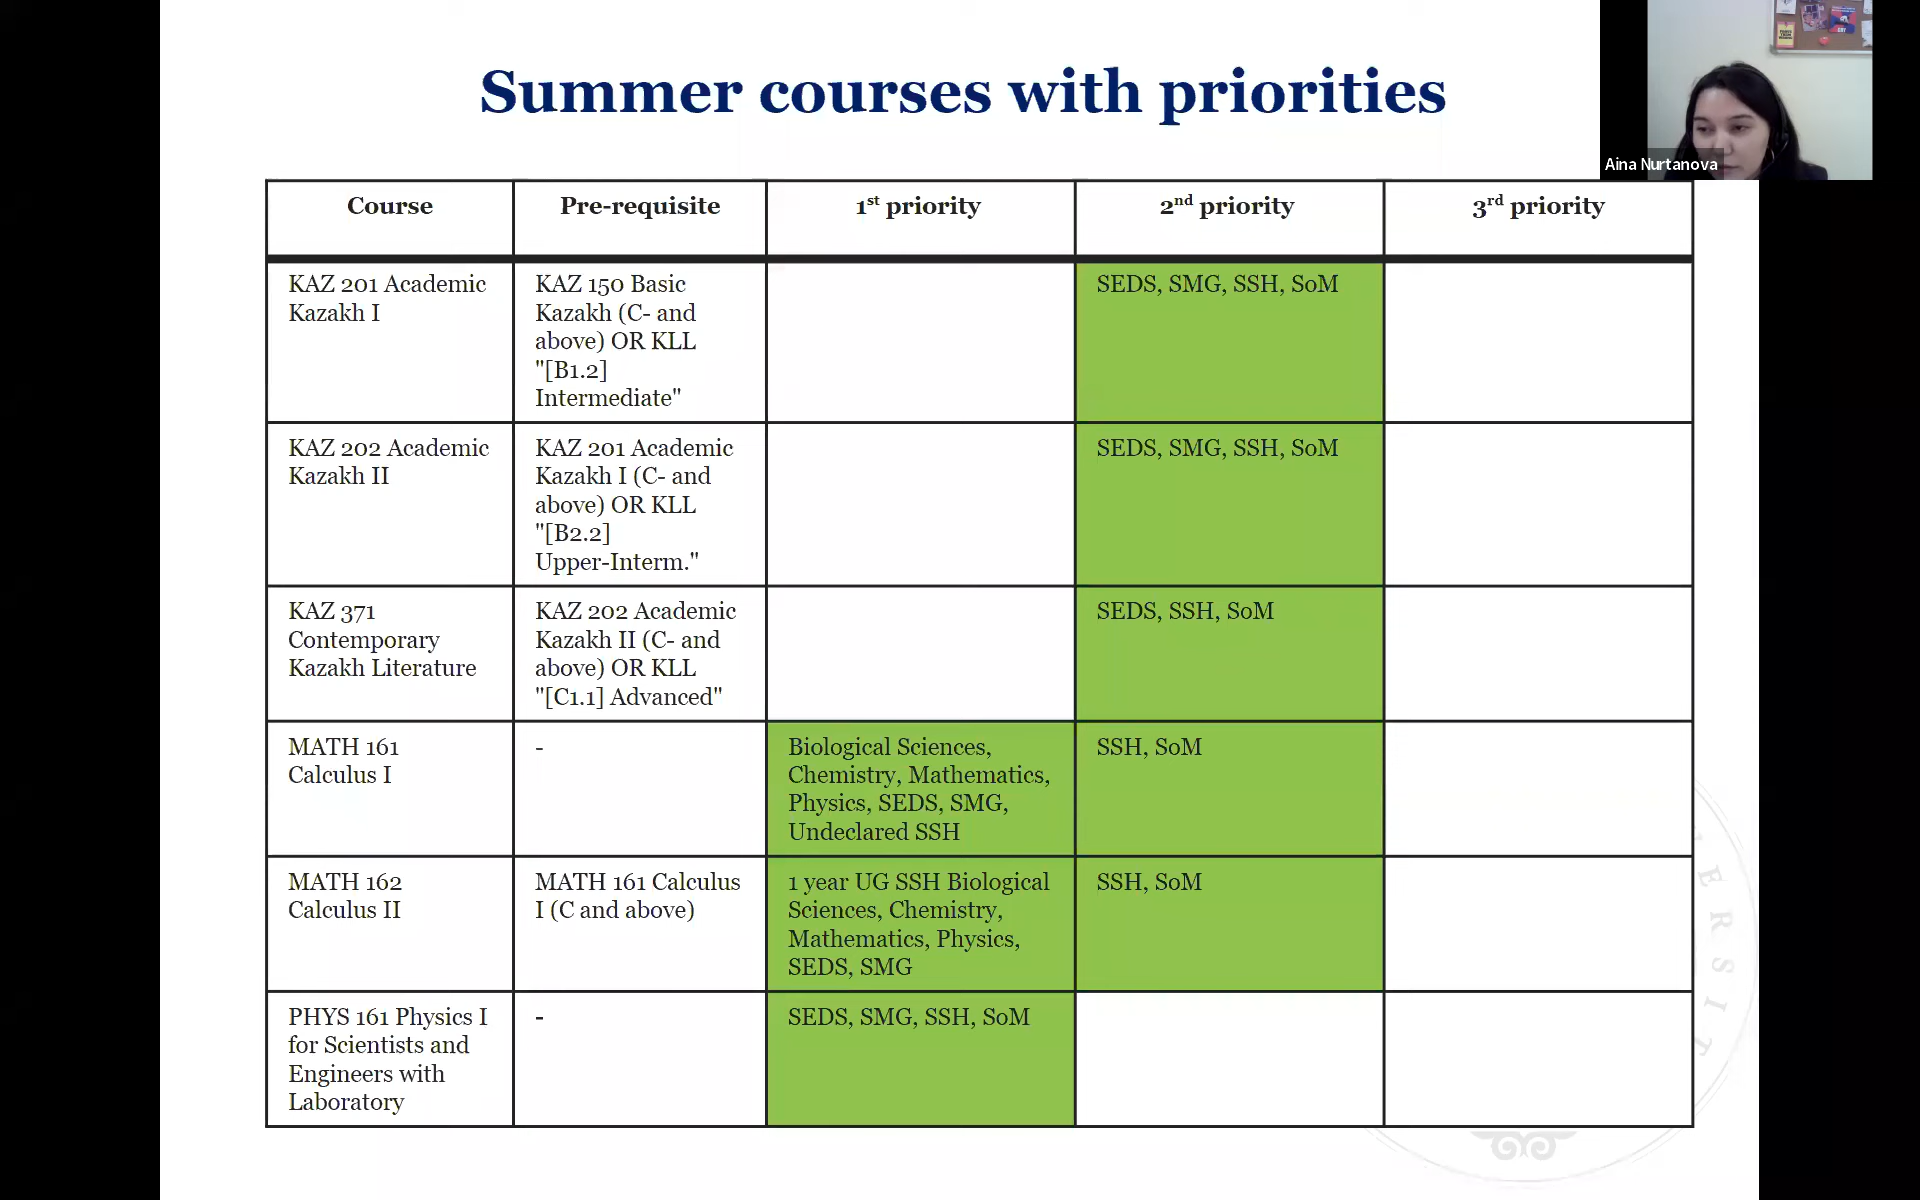 Summer courses with priorities
Aina Nurtanova
Course
Pre-requisite
1st priority
2nd priority
3rd priority
KAZ 201 Academic
Kazakh I
KAZ 150 Basic
Kazakh (C- and
above) OR KLL
"[B1.2]
Intermediate"
SEDS, SMG, SSH, SoM
KAZ 202 Academic
Kazakh II
KAZ 201 Academic
Kazakh I (C- and
above) OR KLL
"[B2.2]
Upper-Interm."
SEDS, SMG, SSH, SoM
KAZ 371
Contemporary
Kazakh Literature
KAZ 202 Academic
Kazakh II (C- and
above) OR KLL
"[C1.1] Advanced"
SEDS, SSH, SoM
MATH 161
Calculus I
-
Biological Sciences,
Chemistry, Mathematics,
Physics, SEDS, SMG,
Undeclared SSH
SSH, SoM
MATH 162
Calculus II
MATH 161 Calculus
I (C and above)
1 year UG SSH Biological
Sciences, Chemistry,
Mathematics, Physics,
SEDS, SMG
SSH, SoM
PHYS 161 Physics I
for Scientists and
Engineers with
Laboratory
-
SEDS, SMG, SSH, SoM